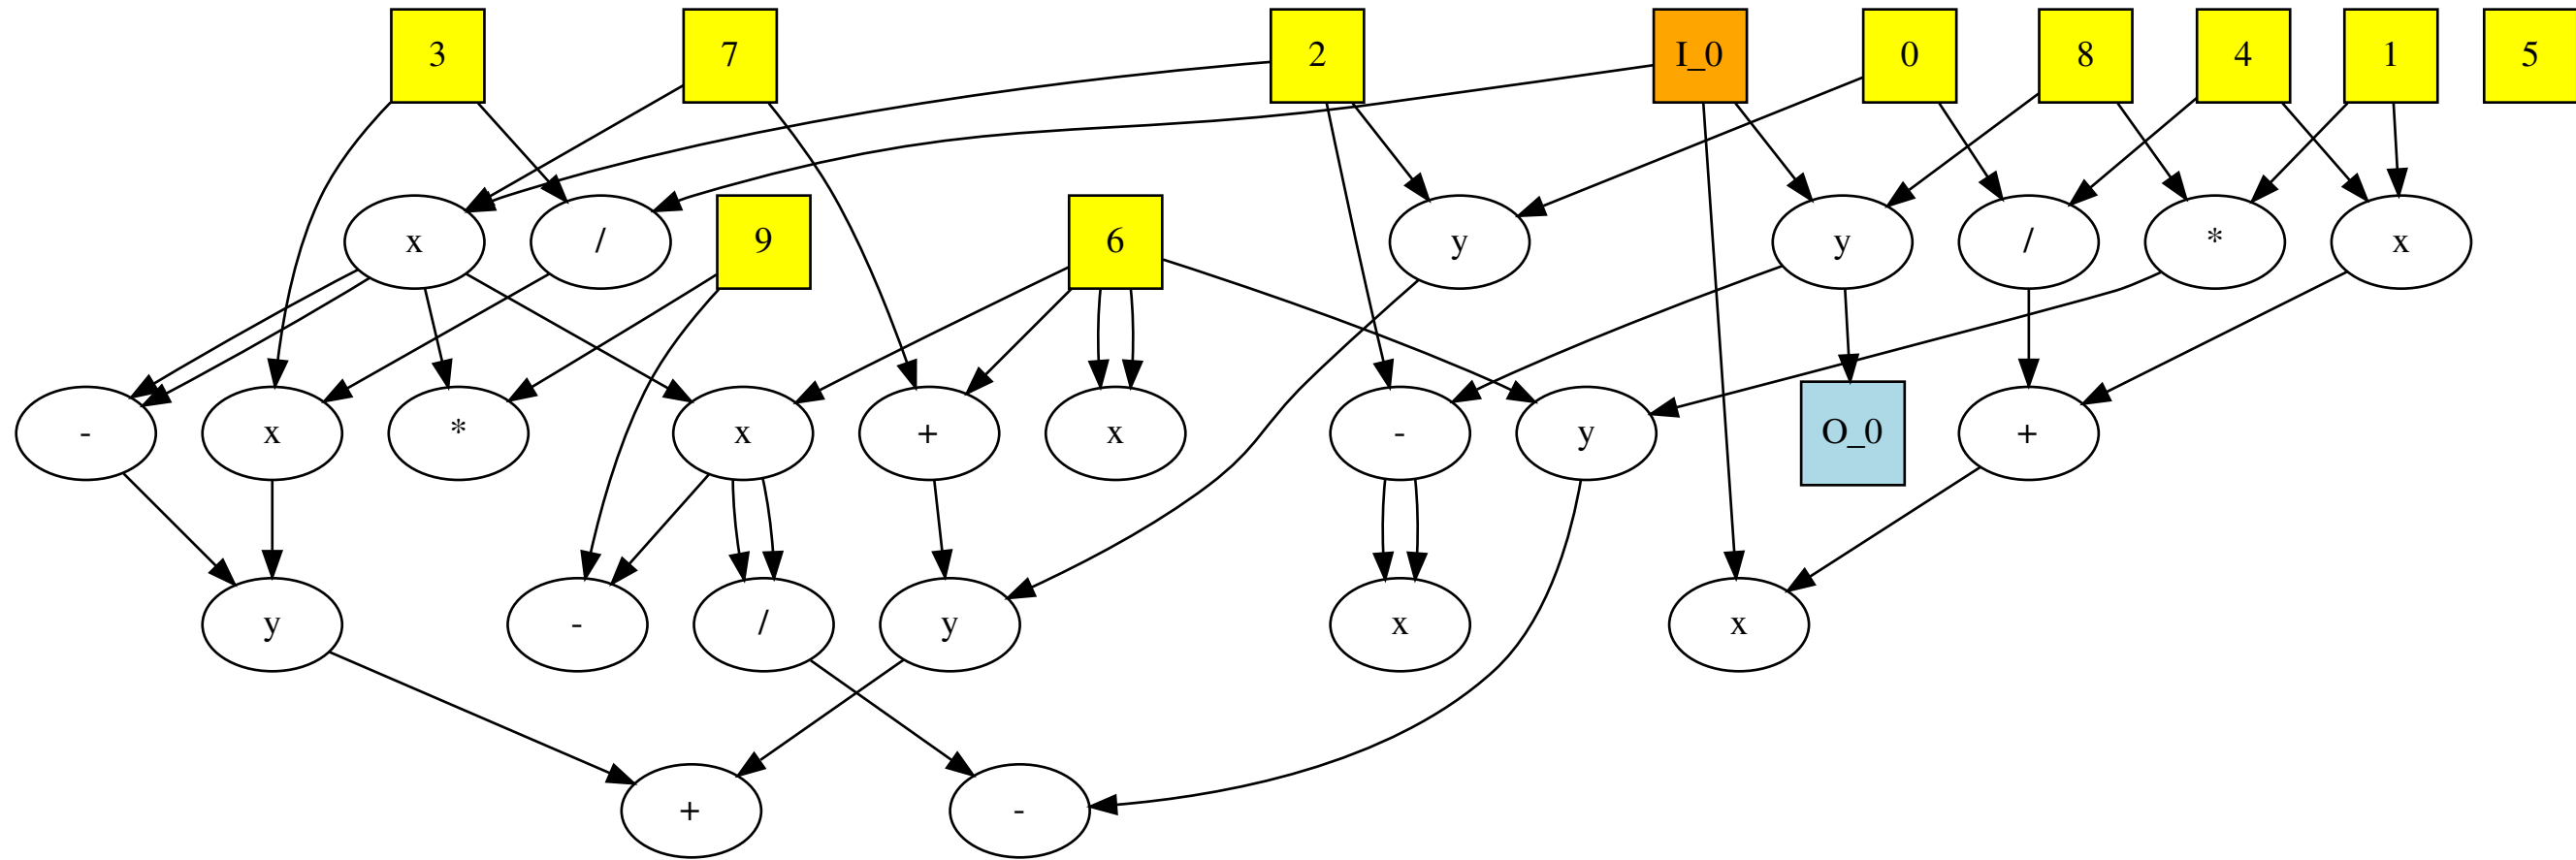 3 7 2 I_0 0 8 4 1 5
x / 9 6 y y / * x
- x * x + x - y O_0 +
y - / y x x
+ -